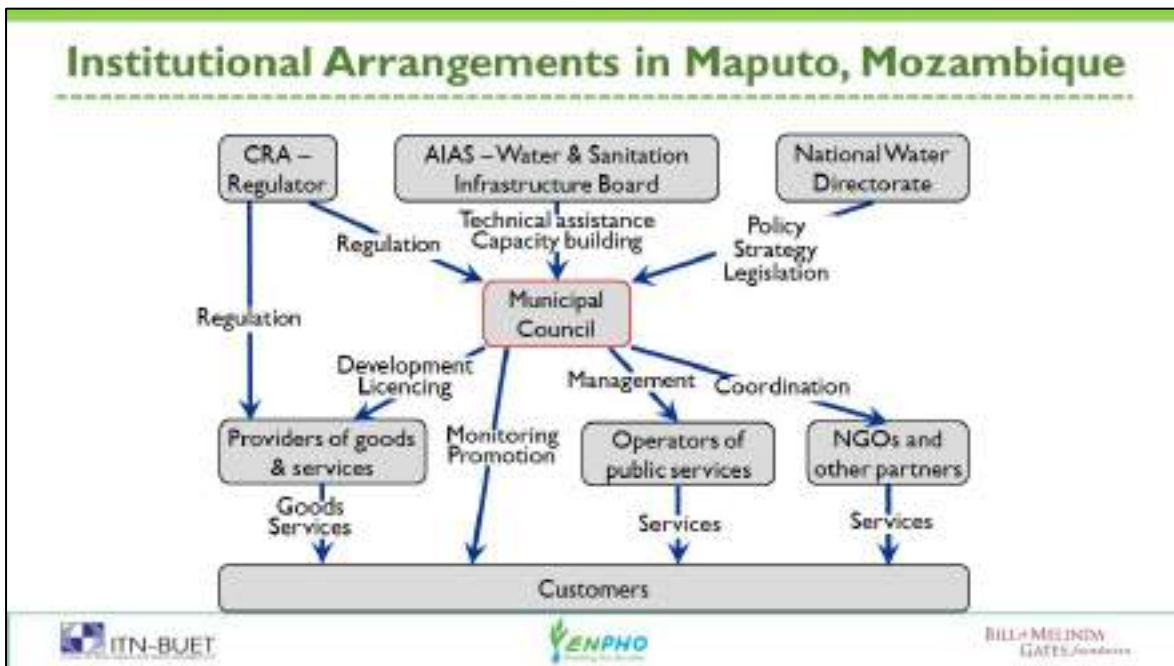 Institutional Arrangements in Maputo, Mozambique
CRA –
Regulator
AIAS – Water & Sanitation
Infrastructure Board
National Water
Directorate
Regulation
Technical assistance
Capacity building
Policy
Strategy
Legislation
Municipal
Council
Regulation
Development
Licencing
Management
Coordination
Providers of goods
& services
Monitoring
Promotion
Operators of
public services
NGOs and
other partners
Goods
Services
Services
Services
Customers
ITN-BUET
ENPHO
BILL & MELINDA
GATES foundation